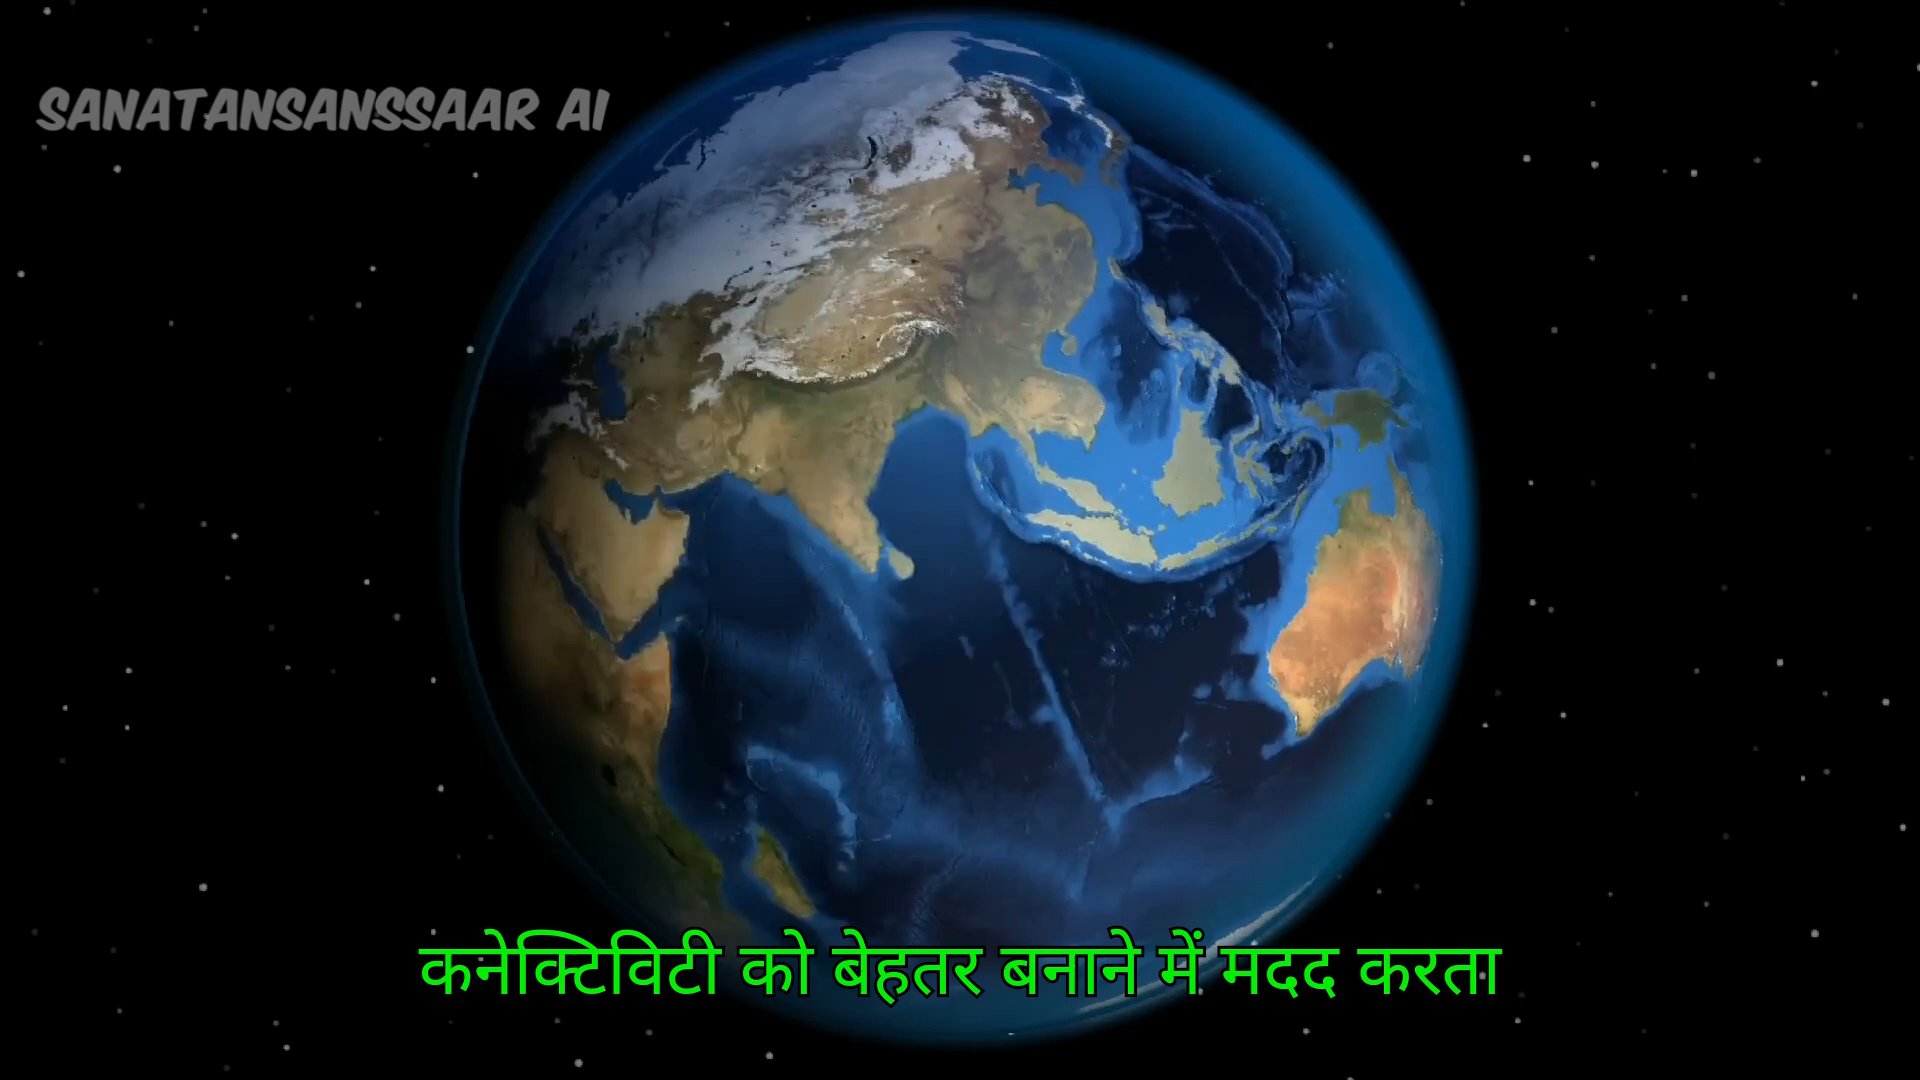 SANATANSANSSAAR AI
कनेक्टिविटी को बेहतर बनाने में मदद करता